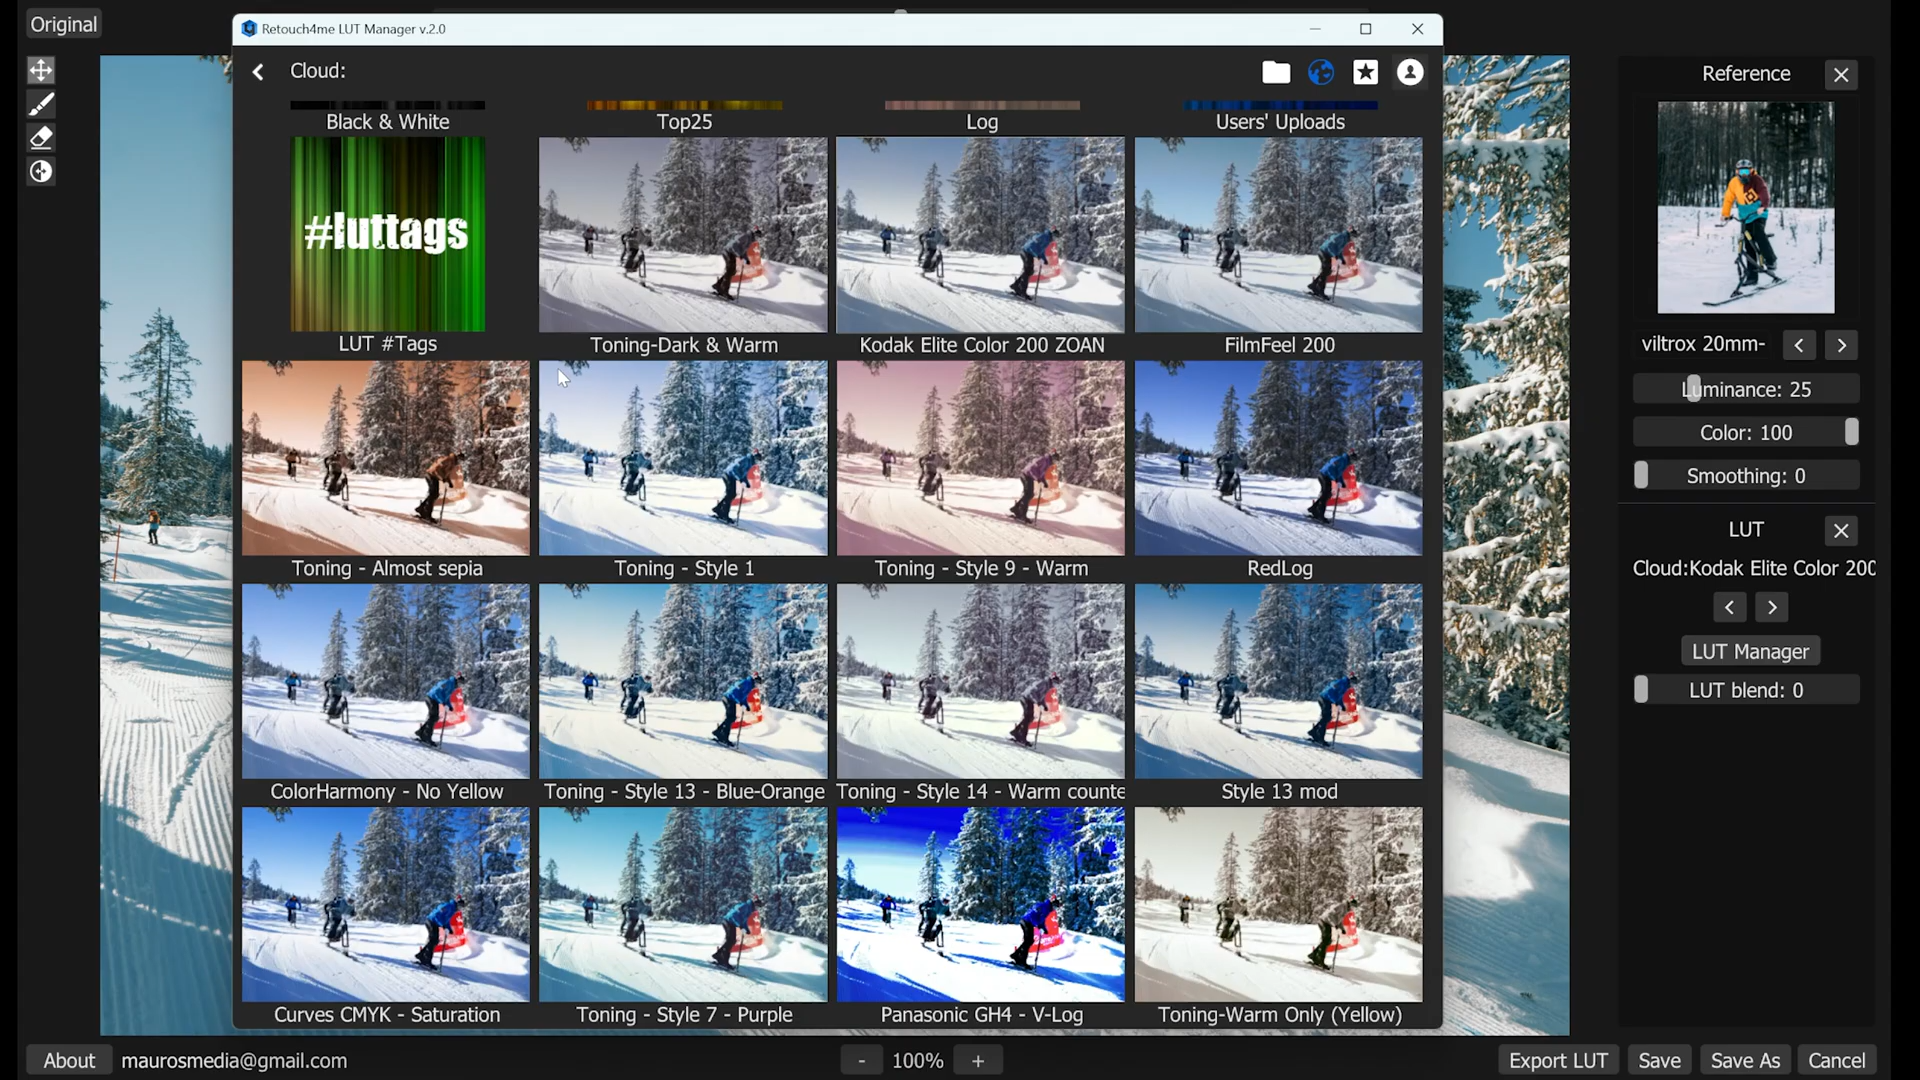 Original
Retouch4me LUT Manager v.2.0
Cloud:
Black & White
Top25
Log
Users' Uploads
#luttags
LUT #Tags
Toning-Dark & Warm
Kodak Elite Color 200 ZOAN
FilmFeel 200
Toning - Almost sepia
Toning - Style 1
Toning - Style 9 - Warm
RedLog
ColorHarmony - No Yellow
Toning - Style 13 - Blue-Orange
Toning - Style 14 - Warm counte
Style 13 mod
Curves CMYK - Saturation
Toning - Style 7 - Purple
Panasonic GH4 - V-Log
Toning-Warm Only (Yellow)
Reference
viltrox 20mm-
Luminance: 25
Color: 100
Smoothing: 0
LUT
Cloud:Kodak Elite Color 200
LUT Manager
LUT blend: 0
About
maurosmedia@gmail.com
- 100% +
Export LUT
Save
Save As
Cancel